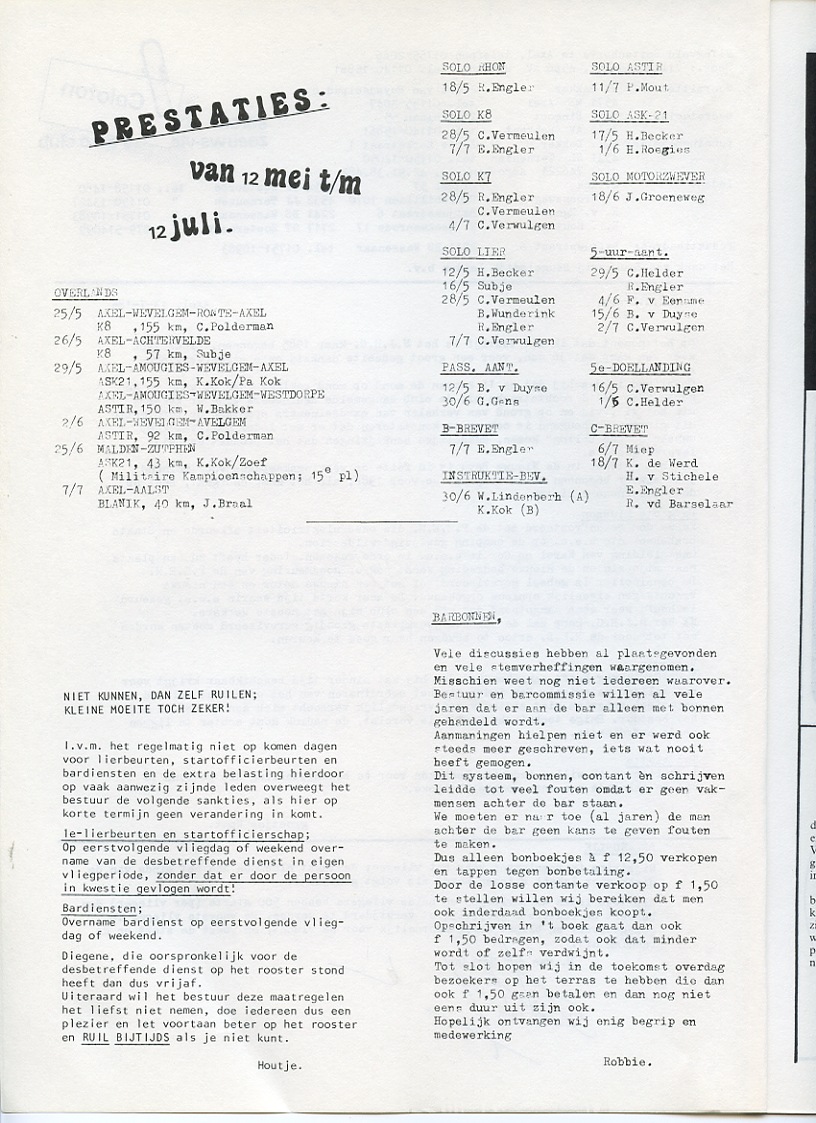 PRESTATIES:
van 12 mei t/m
12 juli.
OVERLANDS
25/5 AXEL-WEVELGEM-RONTE-AXEL
K8 ,155 km, C.Polderman
26/5 AXEL-ACHTERVELDE
K8 , 57 km, Subje
29/5 AXEL-AMOUGIES-WEVELGEM-AXEL
ASK21,155 km, K.Kok/Pa Kok
AXEL-AMOUGIES-WEVELGEM-WESTDORPE
ASTIR,150 km, W.Bakker
2/6 AXEL-WEVELGEM-AVELGEM
ASTIR, 92 km, C.Polderman
25/6 MALDEN-ZUTPHEN
ASK21, 43 km, K.Kok/Zoef
( Militaire Kampioenschappen; 15e pl)
7/7 AXEL-AALST
BLANIK, 40 km, J.Braal
SOLO RHON
18/5 R.Engler
SOLO K8
28/5 C.Vermeulen
7/7 E.Engler
SOLO K7
28/5 R.Engler
C.Vermeulen
4/7 C.Verwulgen
SOLO LIER
12/5 H.Becker
16/5 Subje
28/5 C.Vermeulen
B.Wunderink
R.Engler
7/7 C.Verwulgen
PASS. AANT.
12/5 B. v Duyse
30/6 G.Gens
B-BREVET
7/7 E.Engler
INSTRUKTIE-BEV.
30/6 W.Lindenbergh (A)
K.Kok (B)
SOLO ASTIR
11/7 P.Mout
SOLO ASK-21
17/5 H.Becker
1/6 H.Roegies
SOLO MOTORZWEVER
18/6 J.Groeneweg
5-uur-aant.
29/5 C.Helder
R.Engler
4/6 F. v Eename
15/6 B. v Duyse
2/7 C.Verwulgen
5e-DOELLANDING
16/5 C.Verwulgen
1/5 C.Helder
C-BREVET
6/7 Miep
18/7 K. de Werd
H. v Stichele
E.Engler
R. vd Barselaar
NIET KUNNEN, DAN ZELF RUILEN;
KLEINE MOEITE TOCH ZEKER!
I.v.m. het regelmatig niet op komen dagen
voor lierbeurten, startofficierbeurten en
bardiensten en de extra belasting hierdoor
op vaak aanwezig zijnde leden overweegt het
bestuur de volgende sankties, als hier op
korte termijn geen verandering in komt.
1e-lierbeurten en startofficierschap;
Op eerstvolgende vliegdag of weekend over-
name van de desbetreffende dienst in eigen
vliegperiode, zonder dat er door de persoon
in kwestie gevlogen wordt!
Bardiensten;
Overname bardienst op eerstvolgende vlieg-
dag of weekend.
Diegene, die oorspronkelijk voor de
desbetreffende dienst op het rooster stond
heeft dan dus vrijaf.
Uiteraard wil het bestuur deze maatregelen
het liefst niet nemen, doe iedereen dus een
plezier en let voortaan beter op het rooster
en RUIL BIJTIJDS als je niet kunt.
Houtje.
BARBONNEN,
Vele discussies hebben al plaatsgevonden
en vele stemverheffingen waargenomen.
Misschien weet nog niet iedereen waarover.
Bestuur en barcommissie willen al vele
jaren dat er aan de bar alleen met bonnen
gehandeld wordt.
Aanmaningen hielpen niet en er werd ook
steeds meer geschreven, iets wat nooit
heeft gemogen.
Dit systeem, bonnen, contant èn schrijven
leidde tot veel fouten omdat er geen vak-
mensen achter de bar staan.
We moeten er naar toe (al jaren) de man
achter de bar geen kans te geven fouten
te maken.
Dus alleen bonboekjes à f 12,50 verkopen
en tappen tegen bonbetaling.
Door de losse contante verkoop op f 1,50
te stellen willen wij bereiken dat men
ook inderdaad bonboekjes koopt.
Opschrijven in 't boek gaat dan ook
f 1,50 bedragen, zodat ook dat minder
wordt of zelfs verdwijnt.
Tot slot hopen wij in de toekomst overdag
bezoekers op het terras te hebben die dan
ook f 1,50 gaan betalen en dan nog niet
eens duur uit zijn ook.
Hopelijk ontvangen wij enig begrip en
medewerking
Robbie.